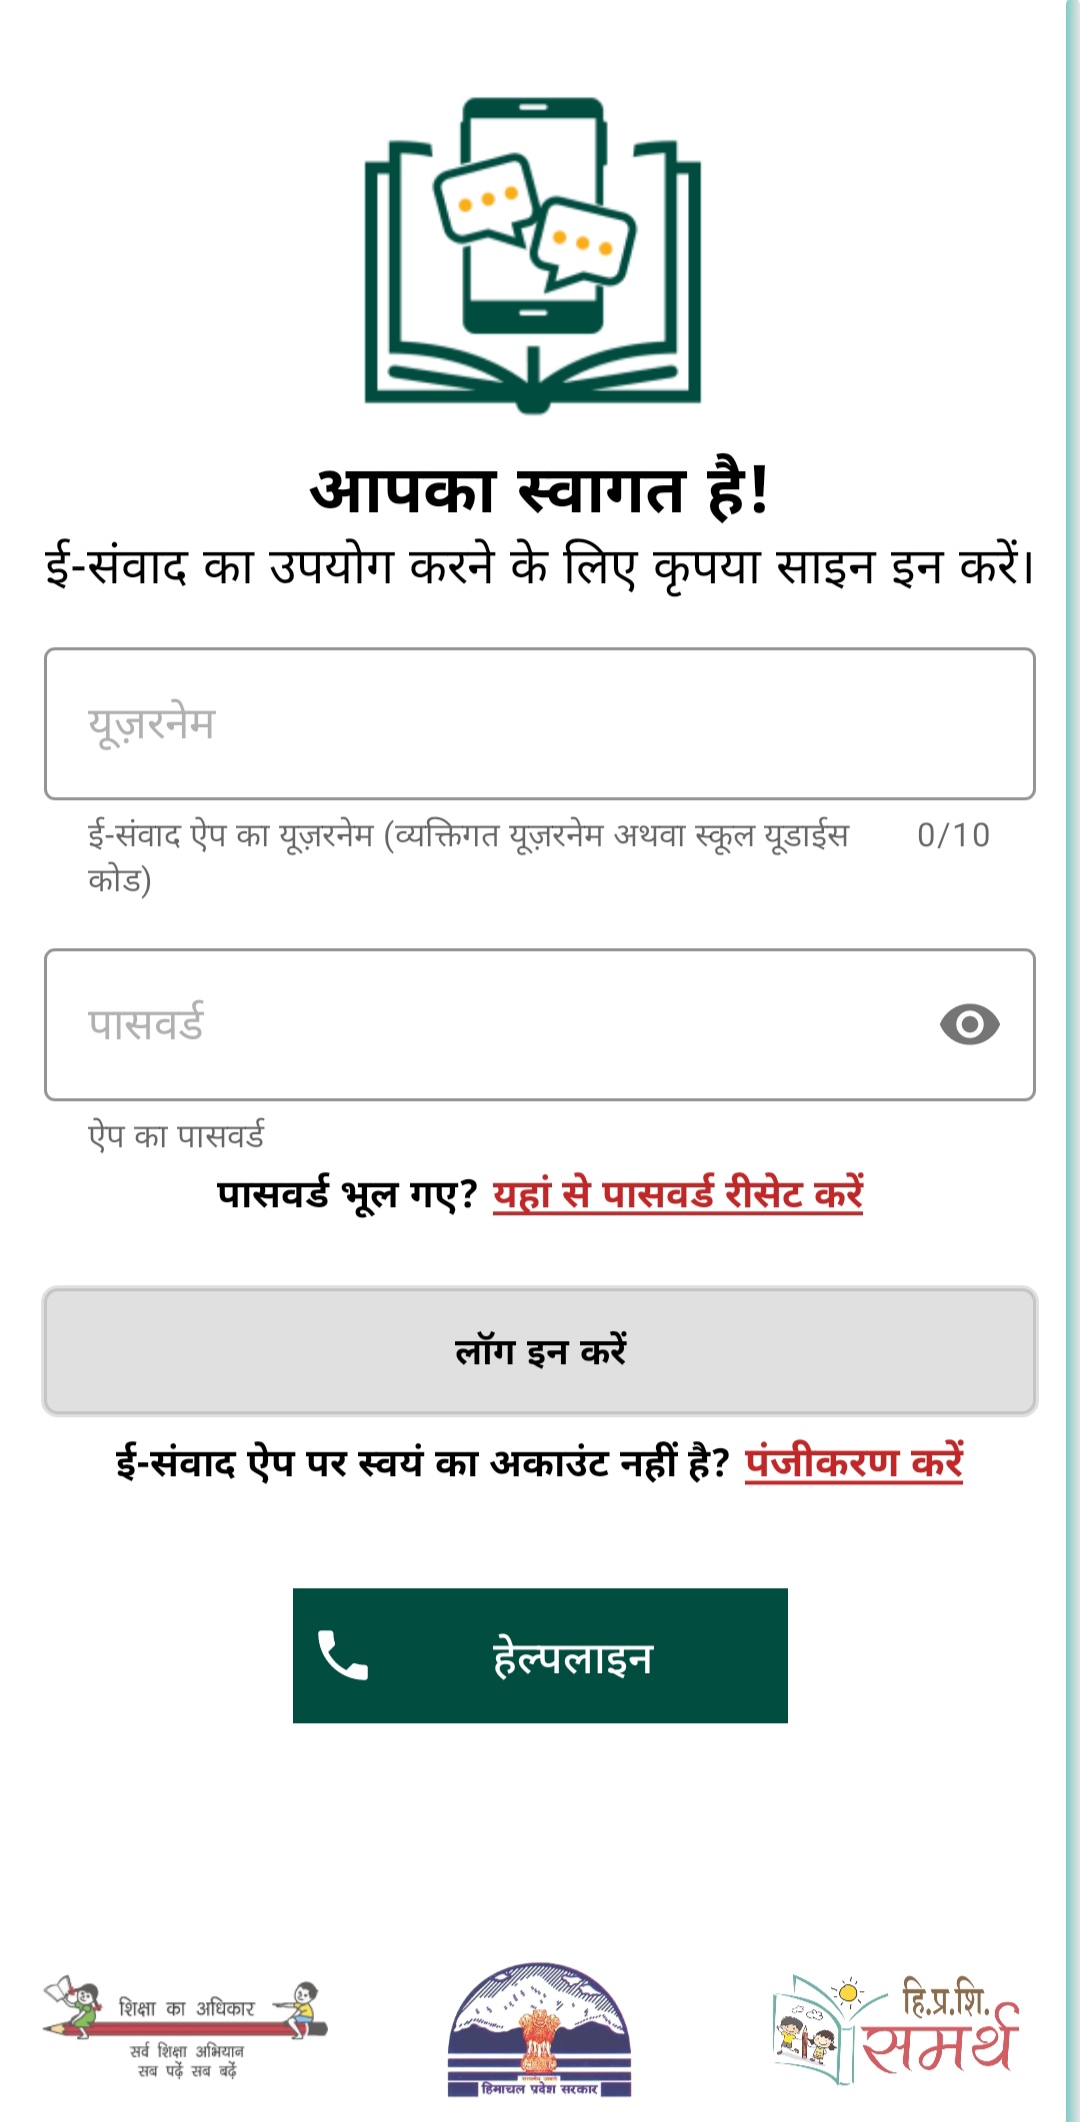 आपका स्वागत है!
ई-संवाद का उपयोग करने के लिए कृपया साइन इन करें।
यूज़रनेम
ई-संवाद ऐप का यूज़रनेम (व्यक्तिगत यूज़रनेम अथवा स्कूल यूडाईस 0/10
कोड)
पासवर्ड
ऐप का पासवर्ड
पासवर्ड भूल गए? यहां से पासवर्ड रीसेट करें
लॉग इन करें
ई-संवाद ऐप पर स्वयं का अकाउंट नहीं है? पंजीकरण करें
हेल्पलाइन
शिक्षा का अधिकार
सर्व शिक्षा अभियान
सब पढ़ें सब बढ़ें
हिमाचल प्रदेश सरकार
हि.प्र.शि.
समर्थ